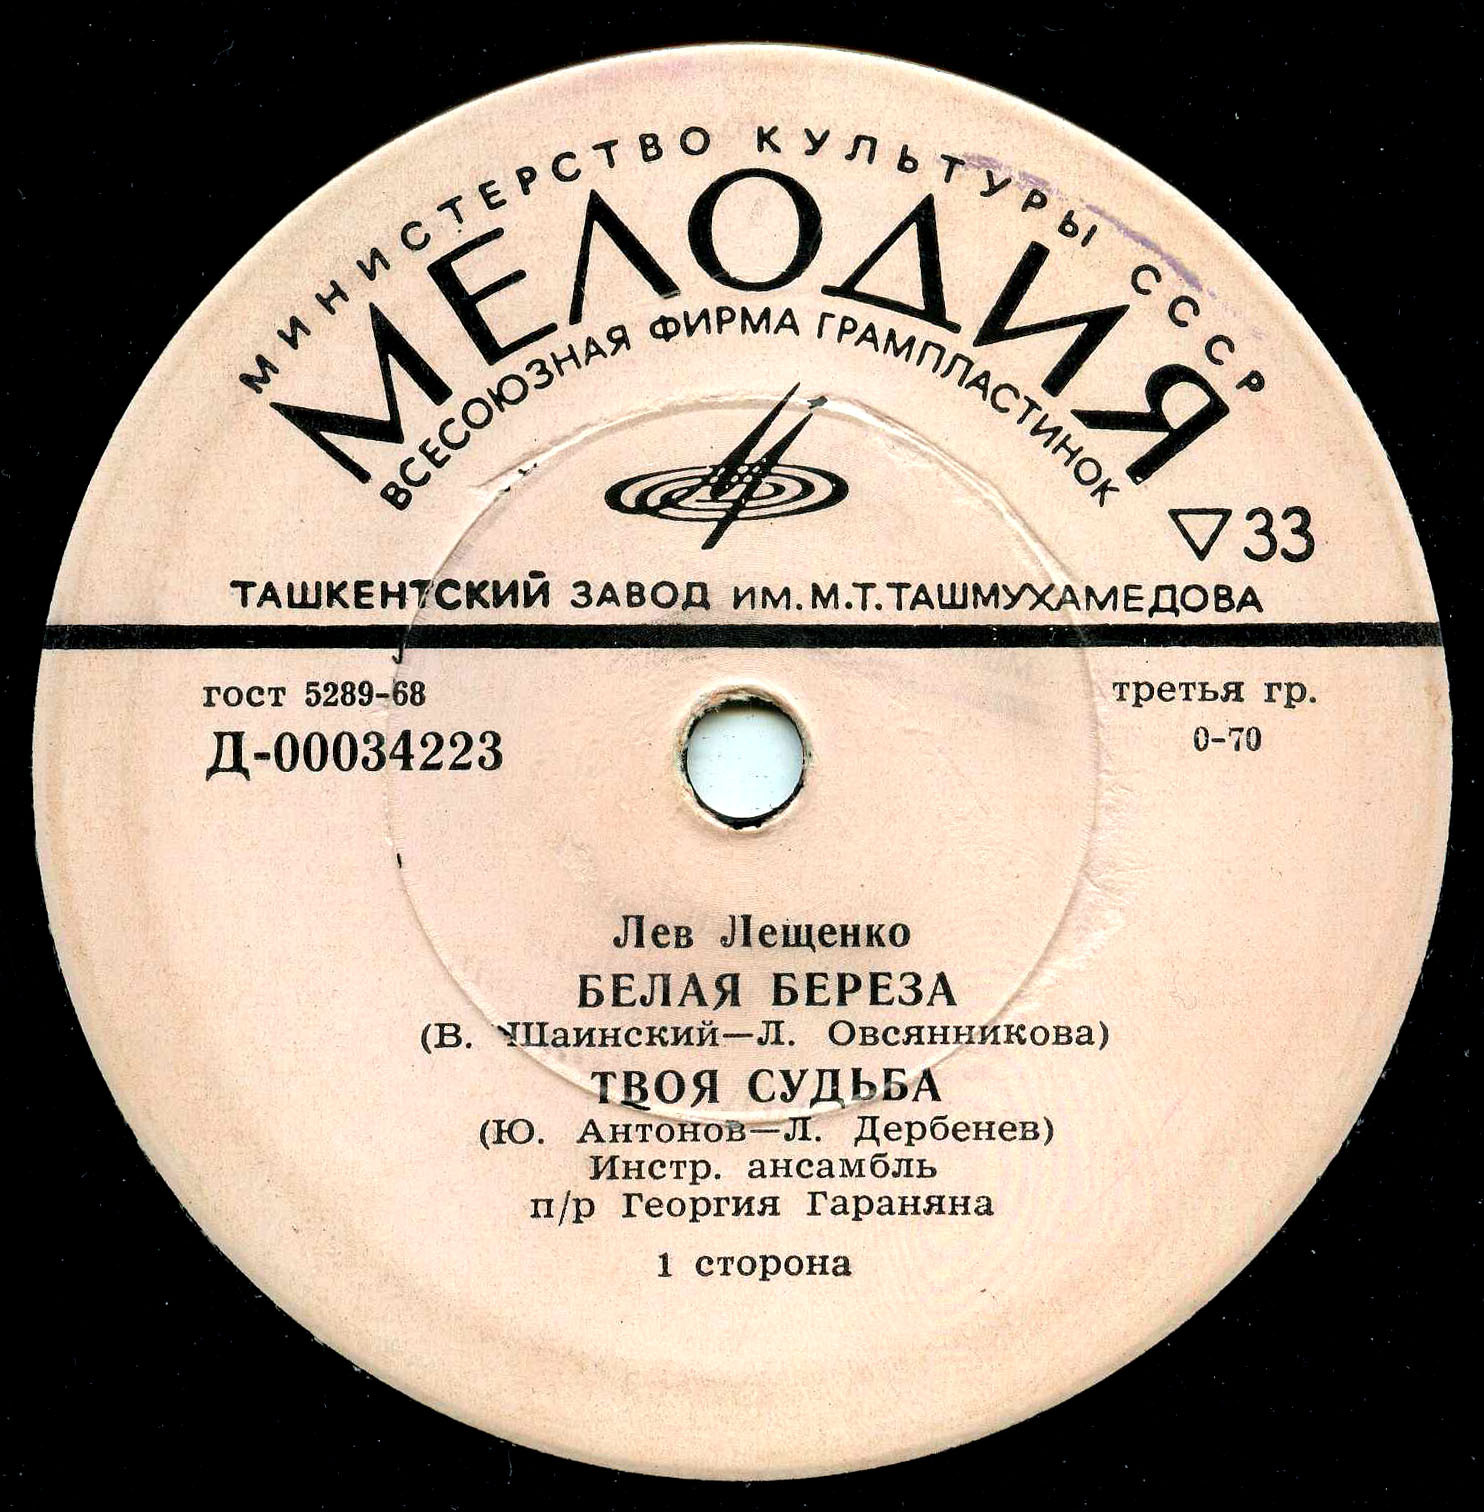 МИНИСТЕРСТВО КУЛЬТУРЫ СССР
МЕЛОДИЯ
ВСЕСОЮЗНАЯ ФИРМА ГРАМПЛАСТИНОК
33
ТАШКЕНТСКИЙ ЗАВОД ИМ. М.Т.ТАШМУХАМЕДОВА
гост 5289-68
третья гр.
Д-00034223
0-70
Лев Лещенко
БЕЛАЯ БЕРЕЗА
(В. Шаинский—Л. Овсянникова)
ТВОЯ СУДЬБА
(Ю. Антонов—Л. Дербенев)
Инстр. ансамбль
п/р Георгия Гараняна
1 сторона